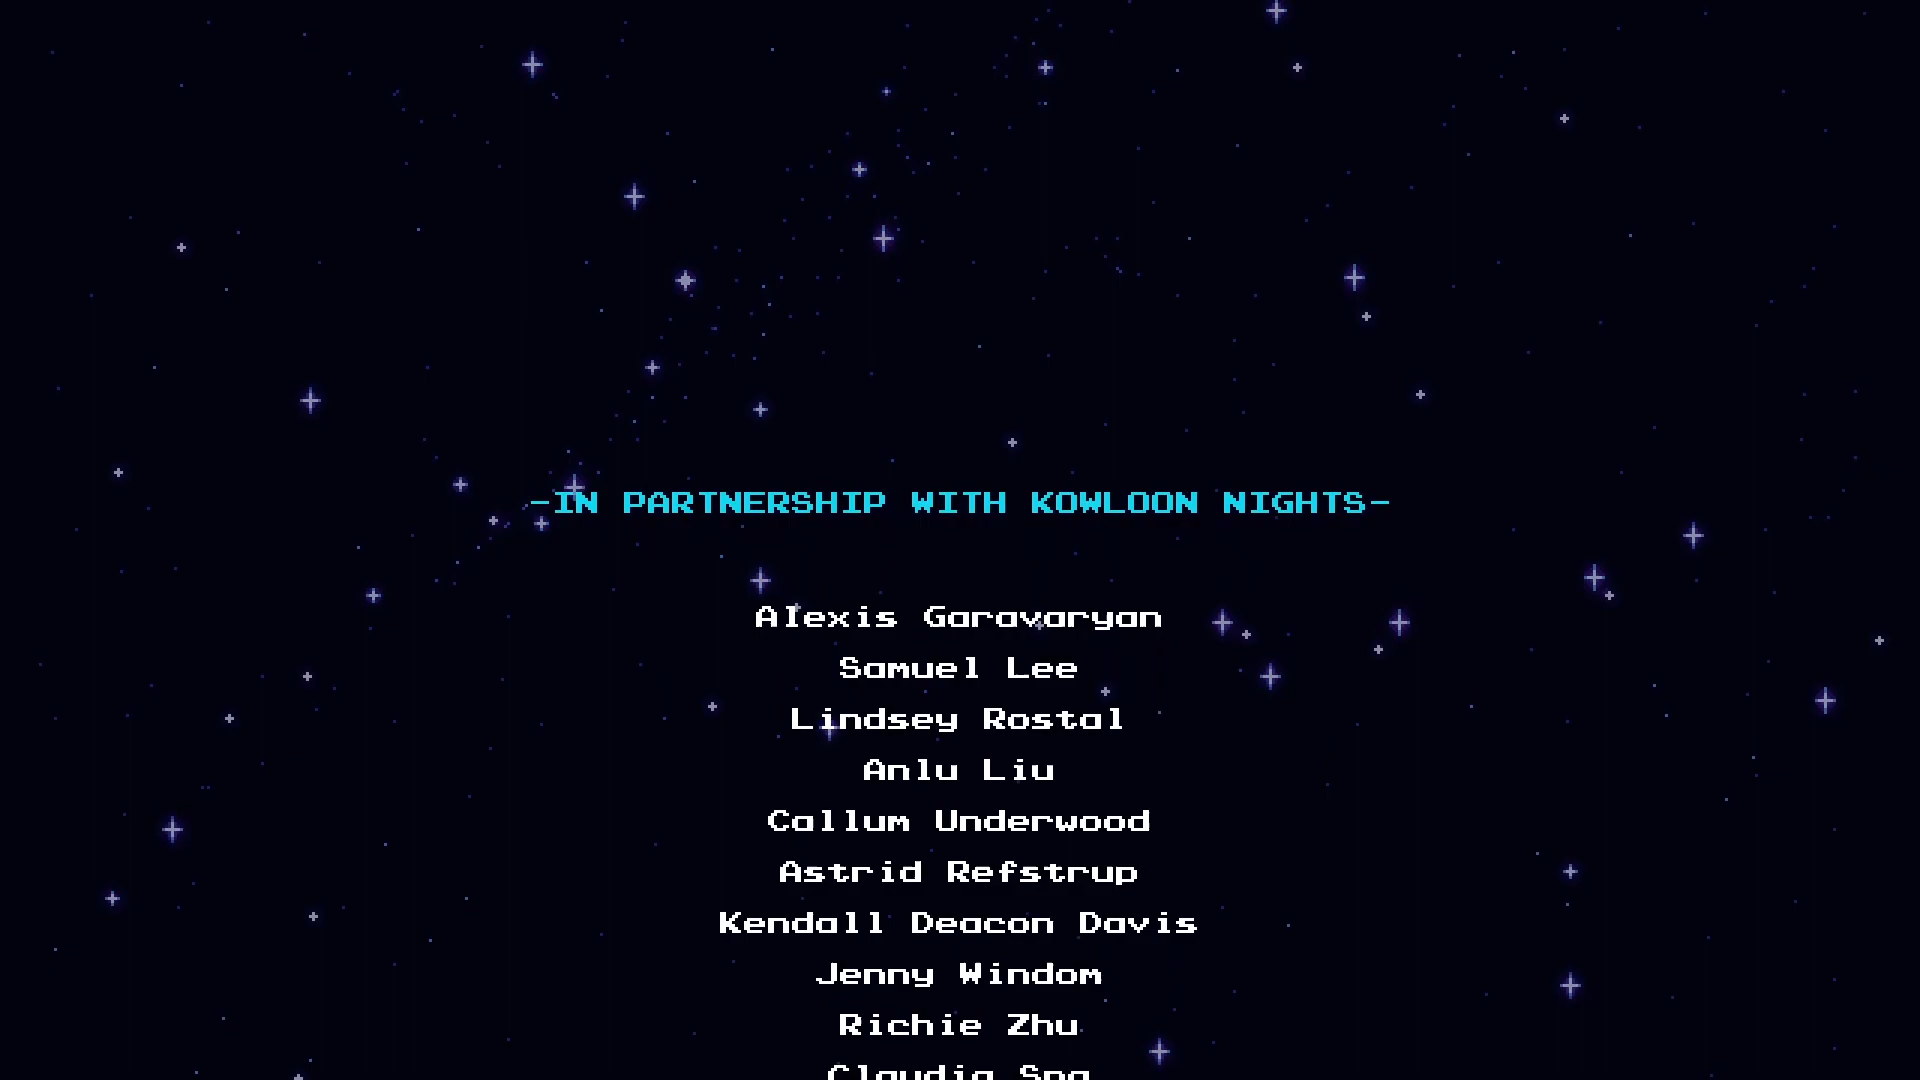 -IN PARTNERSHIP WITH KOWLOON NIGHTS-
Alexis Garavaryan
Samuel Lee
Lindsey Rostal
Anlu Liu
Callum Underwood
Astrid Refstrup
Kendall Deacon Davis
Jenny Windom
Richie Zhu
Claudia